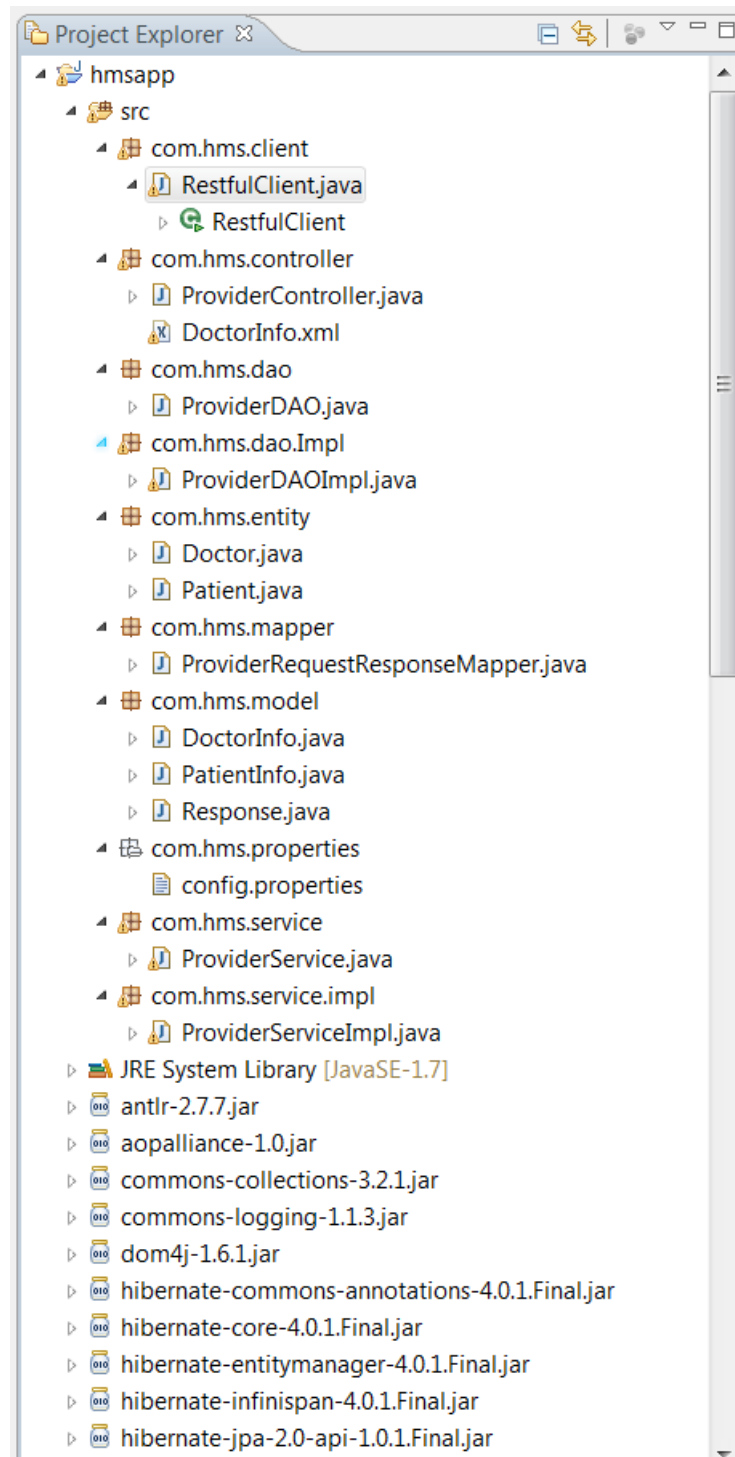 Project Explorer
hmsapp
src
com.hms.client
RestfulClient.java
RestfulClient
com.hms.controller
ProviderController.java
DoctorInfo.xml
com.hms.dao
ProviderDAO.java
com.hms.dao.Impl
ProviderDAOImpl.java
com.hms.entity
Doctor.java
Patient.java
com.hms.mapper
ProviderRequestResponseMapper.java
com.hms.model
DoctorInfo.java
PatientInfo.java
Response.java
com.hms.properties
config.properties
com.hms.service
ProviderService.java
com.hms.service.impl
ProviderServiceImpl.java
JRE System Library [JavaSE-1.7]
antlr-2.7.7.jar
aopalliance-1.0.jar
commons-collections-3.2.1.jar
commons-logging-1.1.3.jar
dom4j-1.6.1.jar
hibernate-commons-annotations-4.0.1.Final.jar
hibernate-core-4.0.1.Final.jar
hibernate-entitymanager-4.0.1.Final.jar
hibernate-infinispan-4.0.1.Final.jar
hibernate-jpa-2.0-api-1.0.1.Final.jar